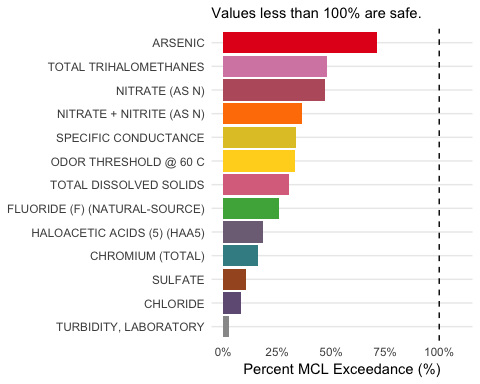 Values less than 100% are safe.
ARSENIC
TOTAL TRIHALOMETHANES
NITRATE (AS N)
NITRATE + NITRITE (AS N)
SPECIFIC CONDUCTANCE
ODOR THRESHOLD @ 60 C
TOTAL DISSOLVED SOLIDS
FLUORIDE (F) (NATURAL-SOURCE)
HALOACETIC ACIDS (5) (HAA5)
CHROMIUM (TOTAL)
SULFATE
CHLORIDE
TURBIDITY, LABORATORY
0% 25% 50% 75% 100%
Percent MCL Exceedance (%)